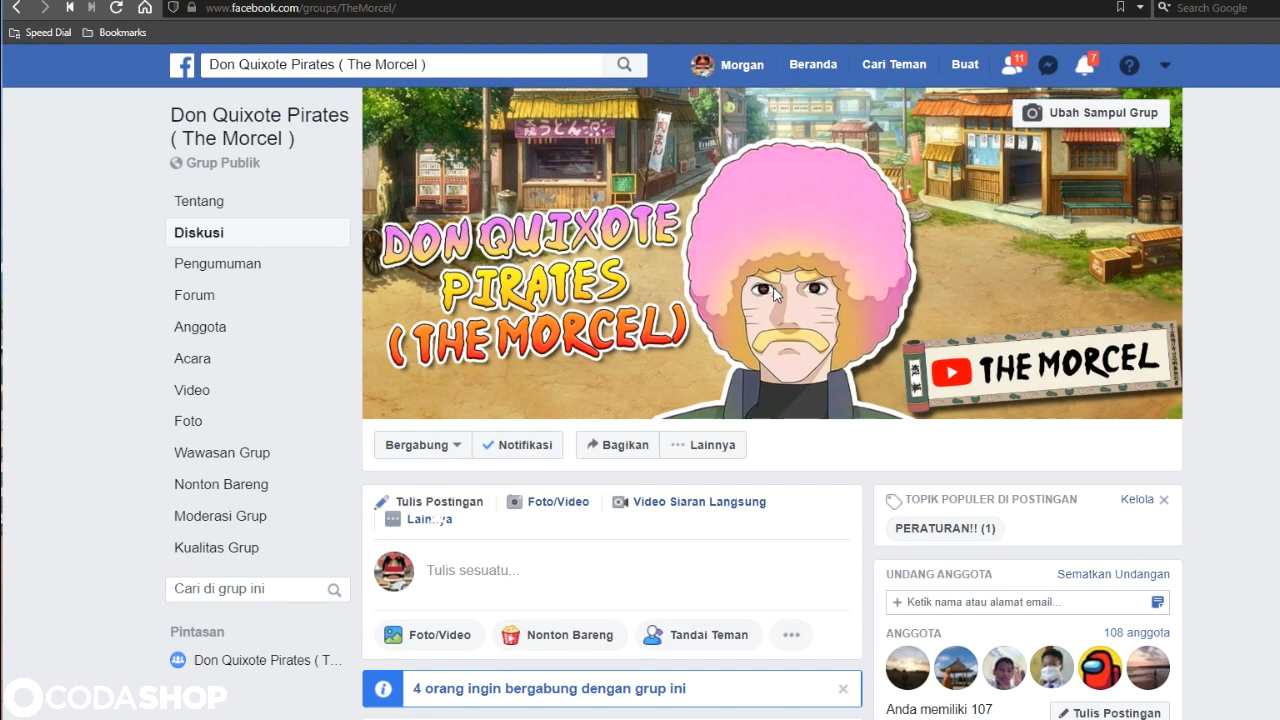 www.facebook.com/groups/TheMorcel/
Search Google
Speed Dial
Bookmarks
Don Quixote Pirates ( The Morcel )
Morgan
Beranda
Cari Teman
Buat
11
7
Don Quixote Pirates
( The Morcel )
Grup Publik
Tentang
Diskusi
Pengumuman
Forum
Anggota
Acara
Video
Foto
Wawasan Grup
Nonton Bareng
Moderasi Grup
Kualitas Grup
Cari di grup ini
Pintasan
Don Quixote Pirates ( T...
CODASHOP
Ubah Sampul Grup
DON QUIXOTE
PIRATES
(THE MORCEL)
THE MORCEL
Bergabung
Notifikasi
Bagikan
Lainnya
Tulis Postingan
Foto/Video
Video Siaran Langsung
Lainnya
Tulis sesuatu...
Foto/Video
Nonton Bareng
Tandai Teman
4 orang ingin bergabung dengan grup ini
TOPIK POPULER DI POSTINGAN
Kelola
PERATURAN!! (1)
UNDANG ANGGOTA
Sematkan Undangan
+ Ketik nama atau alamat email...
ANGGOTA
108 anggota
Anda memiliki 107
Tulis Postingan